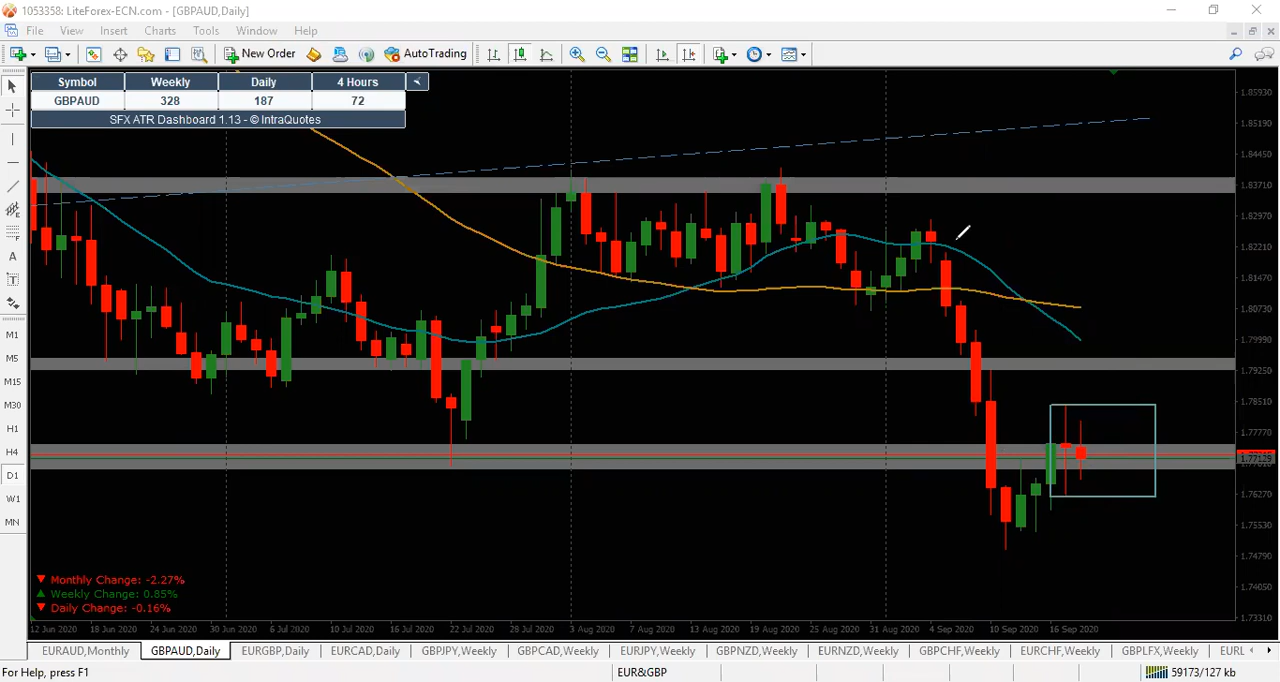 1053358: LiteForex-ECN.com - [GBPAUD,Daily]
File View Insert Charts Tools Window Help
New Order AutoTrading
Symbol Weekly Daily 4 Hours
GBPAUD 328 187 72
SFX ATR Dashboard 1.13 - © IntraQuotes
1.85930
1.85190
1.84450
1.83710
1.82970
1.82210
1.81470
1.80730
1.79990
1.79250
1.78510
1.77770
1.76270
1.75530
1.74790
1.74050
1.73310
A
T
M1
M5
M15
M30
H1
H4
D1
W1
MN
Monthly Change: -2.27%
Weekly Change: 0.85%
Daily Change: -0.16%
12 Jun 2020 18 Jun 2020 24 Jun 2020 30 Jun 2020 6 Jul 2020 10 Jul 2020 16 Jul 2020 22 Jul 2020 28 Jul 2020 3 Aug 2020 7 Aug 2020 13 Aug 2020 19 Aug 2020 25 Aug 2020 31 Aug 2020 4 Sep 2020 10 Sep 2020 16 Sep 2020
EURAUD,Monthly GBPAUD,Daily EURGBP,Daily EURCAD,Daily GBPJPY,Weekly GBPCAD,Weekly EURJPY,Weekly GBPNZD,Weekly EURNZD,Weekly GBPCHF,Weekly EURCHF,Weekly GBPLFX,Weekly EURL
For Help, press F1 EUR&GBP 59173/127 kb